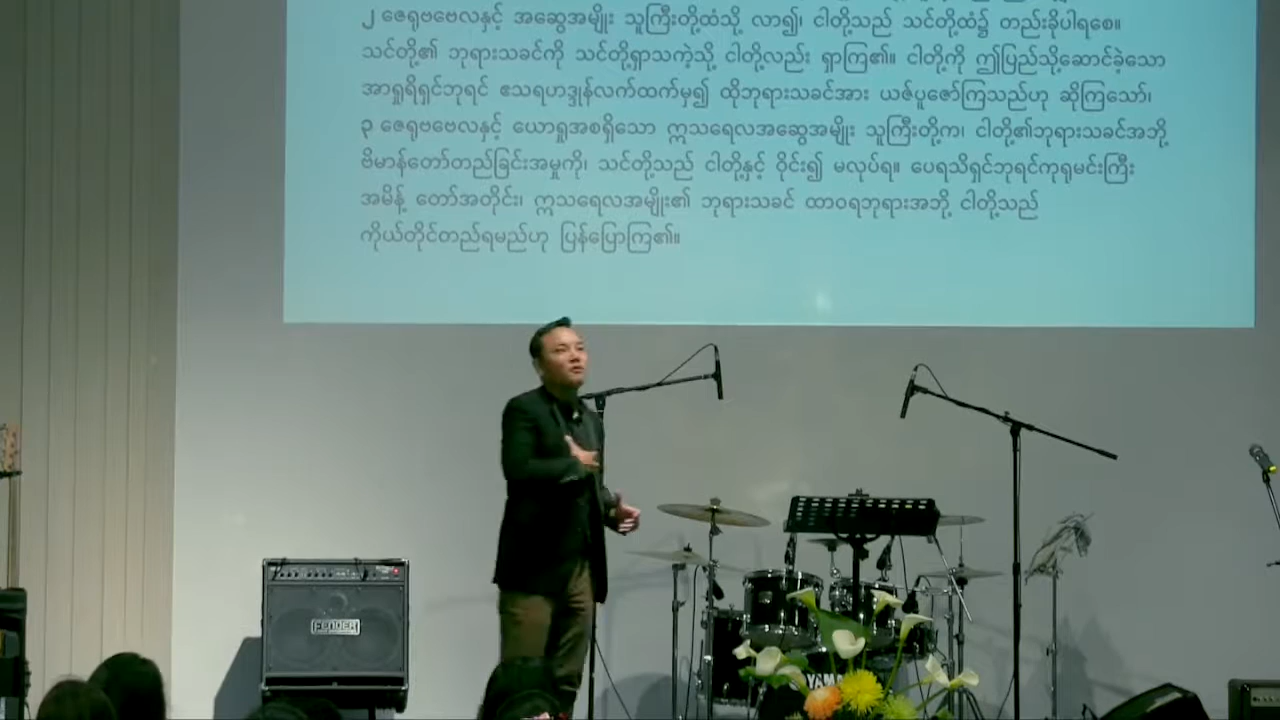 ၂ ဇေရုဗဗေလနှင့် အဆွေအမျိုး သူကြီးတို့ထံသို့ လာ၍၊ ငါတို့သည် သင်တို့ထံ၌ တည်းခိုပါရစေ။
သင်တို့၏ ဘုရားသခင်ကို သင်တို့ရှာသကဲ့သို့ ငါတို့လည်း ရှာကြ၏။ ငါတို့ကို ဤပြည်သို့ဆောင်ခဲ့သော
အာရှုရိရှင်ဘုရင် ဧသရဟဒ္ဒုန်လက်ထက်မှ၍ ထိုဘုရားသခင်အား ယဇ်ပူဇော်ကြသည်ဟု ဆိုကြသော်၊
၃ ဇေရုဗဗေလနှင့် ယောရှုအစရှိသော ဣသရေလအဆွေအမျိုး သူကြီးတို့က၊ ငါတို့၏ဘုရားသခင်အဘို့
ဗိမာန်တော်တည်ခြင်းအမှုကို၊ သင်တို့သည် ငါတို့နှင့် ဝိုင်း၍ မလုပ်ရ။ ပေရသိရှင်ဘုရင်ကုရုမင်းကြီး
အမိန့် တော်အတိုင်း၊ ဣသရေလအမျိုး၏ ဘုရားသခင် ထာဝရဘုရားအဘို့ ငါတို့သည်
ကိုယ်တိုင်တည်ရမည်ဟု ပြန်ပြောကြ၏။
FENDER
YAMA